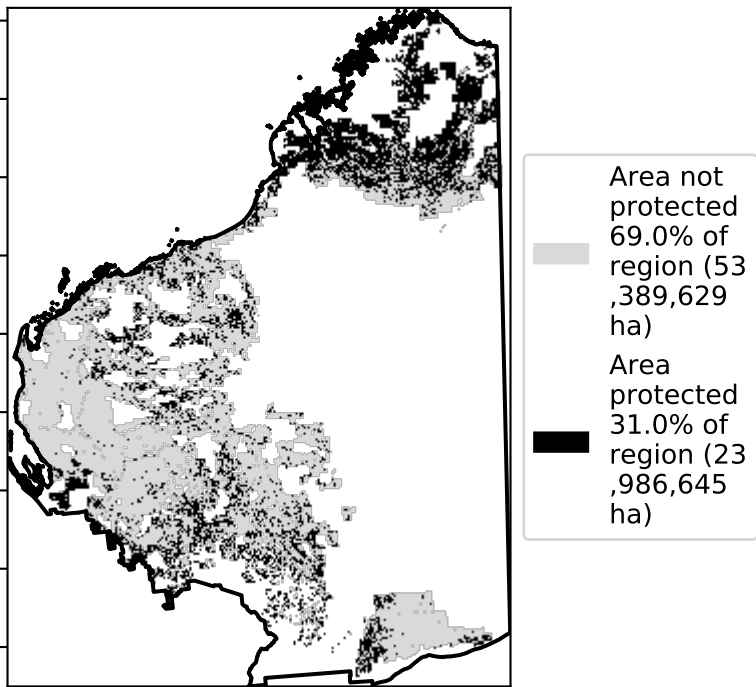 Area not
protected
69.0% of
region (53
,389,629
ha)
Area
protected
31.0% of
region (23
,986,645
ha)